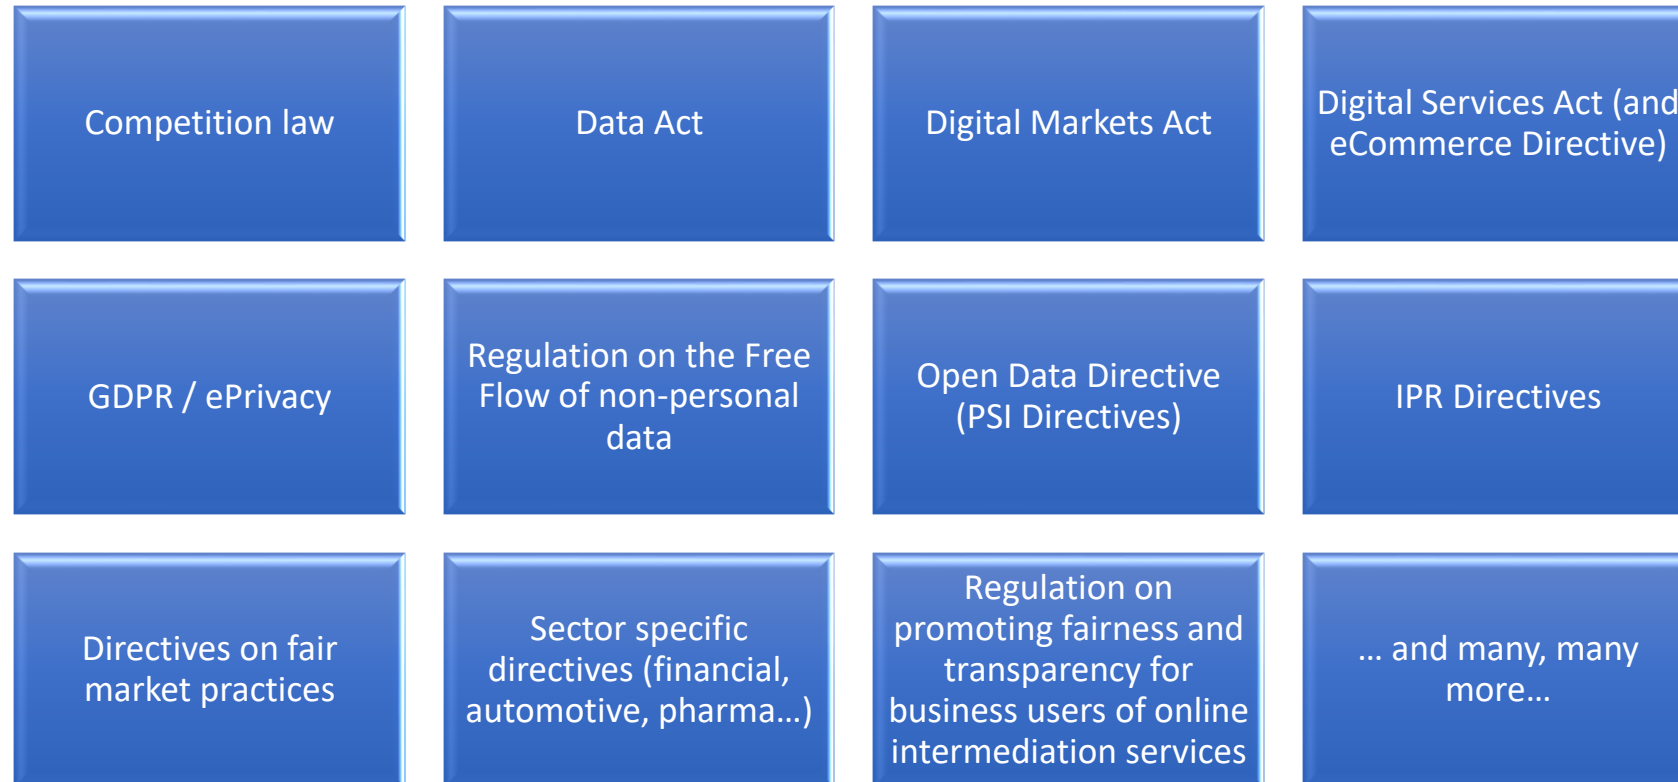 Competition law
Data Act
Digital Markets Act
Digital Services Act (and
eCommerce Directive)
GDPR / ePrivacy
Regulation on the Free
Flow of non-personal
data
Open Data Directive
(PSI Directives)
IPR Directives
Directives on fair
market practices
Sector specific
directives (financial,
automotive, pharma…)
Regulation on
promoting fairness and
transparency for
business users of online
intermediation services
… and many, many
more…